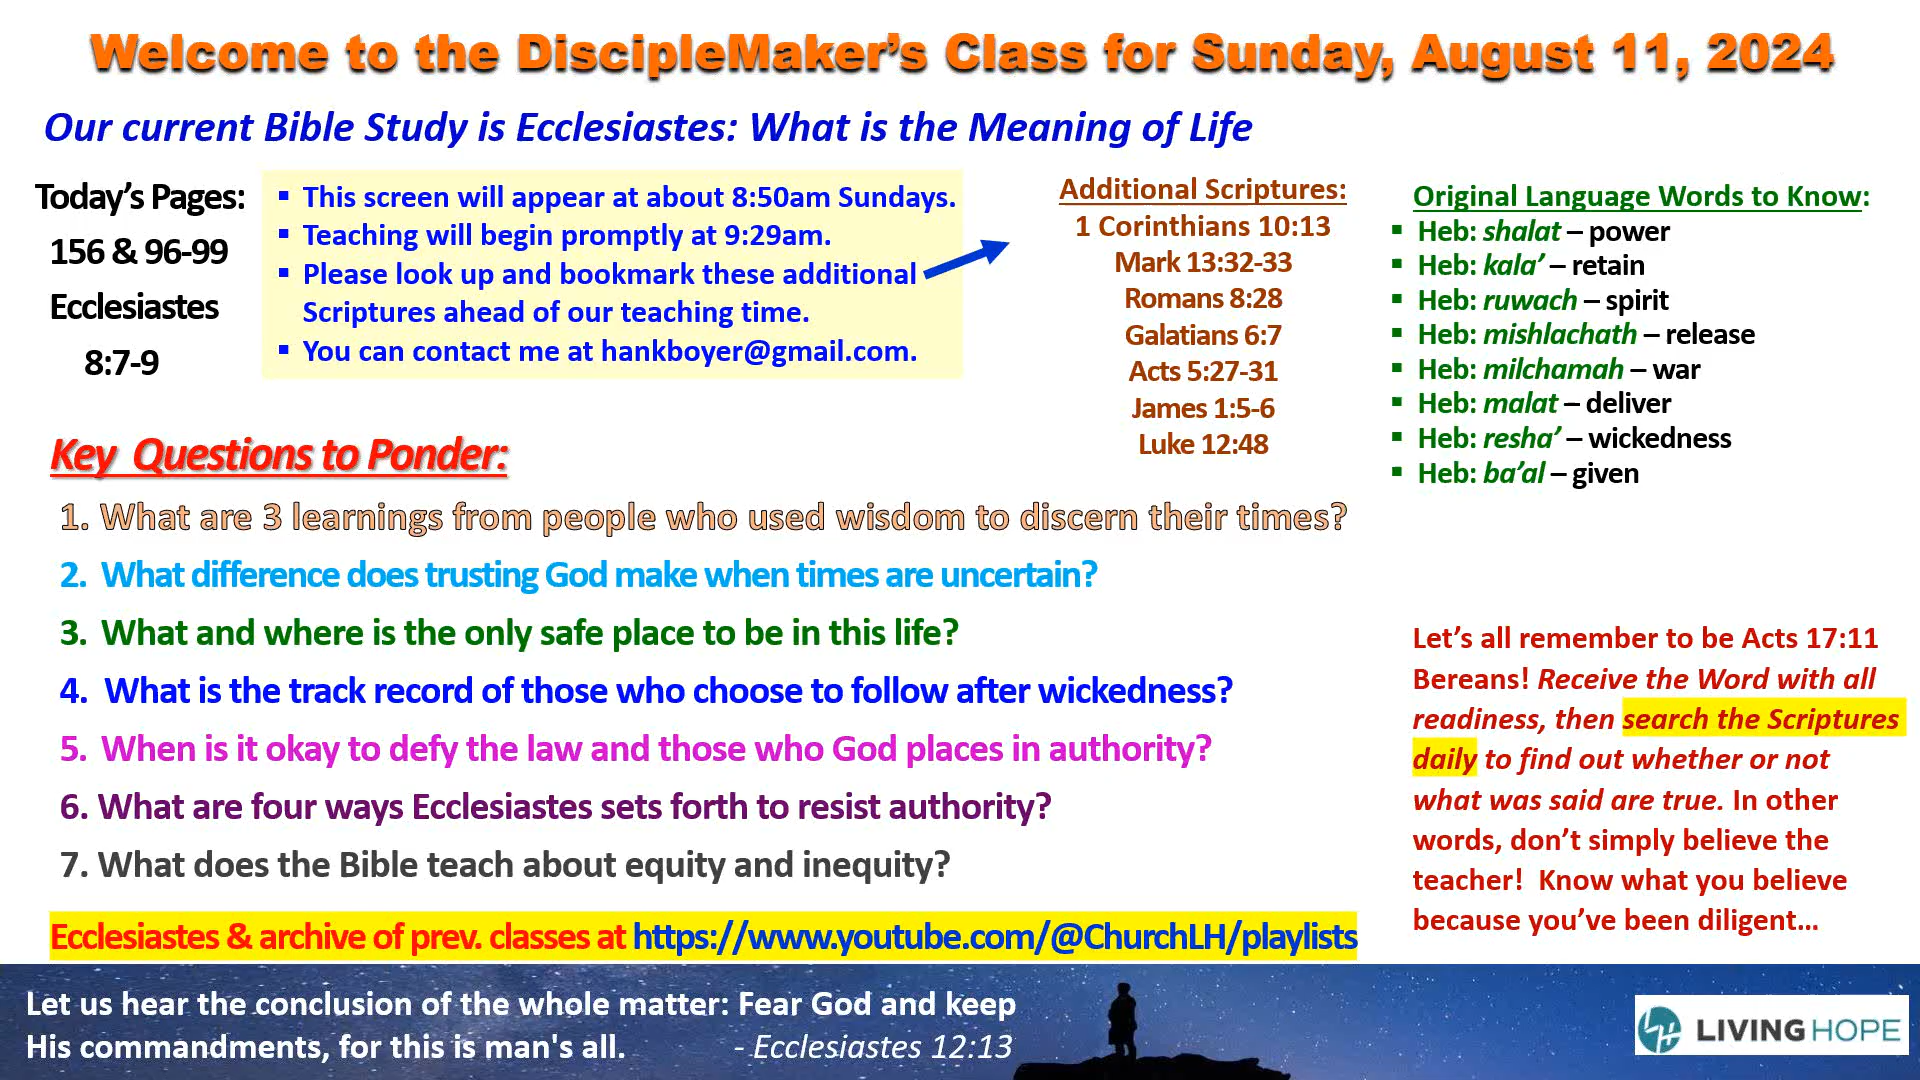 Welcome to the DiscipleMaker’s Class for Sunday, August 11, 2024
Our current Bible Study is Ecclesiastes: What is the Meaning of Life
Today’s Pages:
156 & 96-99
Ecclesiastes
8:7-9
▪ This screen will appear at about 8:50am Sundays.
▪ Teaching will begin promptly at 9:29am.
▪ Please look up and bookmark these additional
Scriptures ahead of our teaching time.
▪ You can contact me at hankboyer@gmail.com.
Additional Scriptures:
1 Corinthians 10:13
Mark 13:32-33
Romans 8:28
Galatians 6:7
Acts 5:27-31
James 1:5-6
Luke 12:48
Original Language Words to Know:
▪ Heb: shalat – power
▪ Heb: kala’ – retain
▪ Heb: ruwach – spirit
▪ Heb: mishlachath – release
▪ Heb: milchamah – war
▪ Heb: malat – deliver
▪ Heb: resha’ – wickedness
▪ Heb: ba’al – given
Key Questions to Ponder:
1. What are 3 learnings from people who used wisdom to discern their times?
2. What difference does trusting God make when times are uncertain?
3. What and where is the only safe place to be in this life?
4. What is the track record of those who choose to follow after wickedness?
5. When is it okay to defy the law and those who God places in authority?
6. What are four ways Ecclesiastes sets forth to resist authority?
7. What does the Bible teach about equity and inequity?
Ecclesiastes & archive of prev. classes at https://www.youtube.com/@ChurchLH/playlists
Let’s all remember to be Acts 17:11
Bereans! Receive the Word with all
readiness, then search the Scriptures
daily to find out whether or not
what was said are true. In other
words, don’t simply believe the
teacher! Know what you believe
because you’ve been diligent…
Let us hear the conclusion of the whole matter: Fear God and keep
His commandments, for this is man's all. - Ecclesiastes 12:13
LH LIVING HOPE